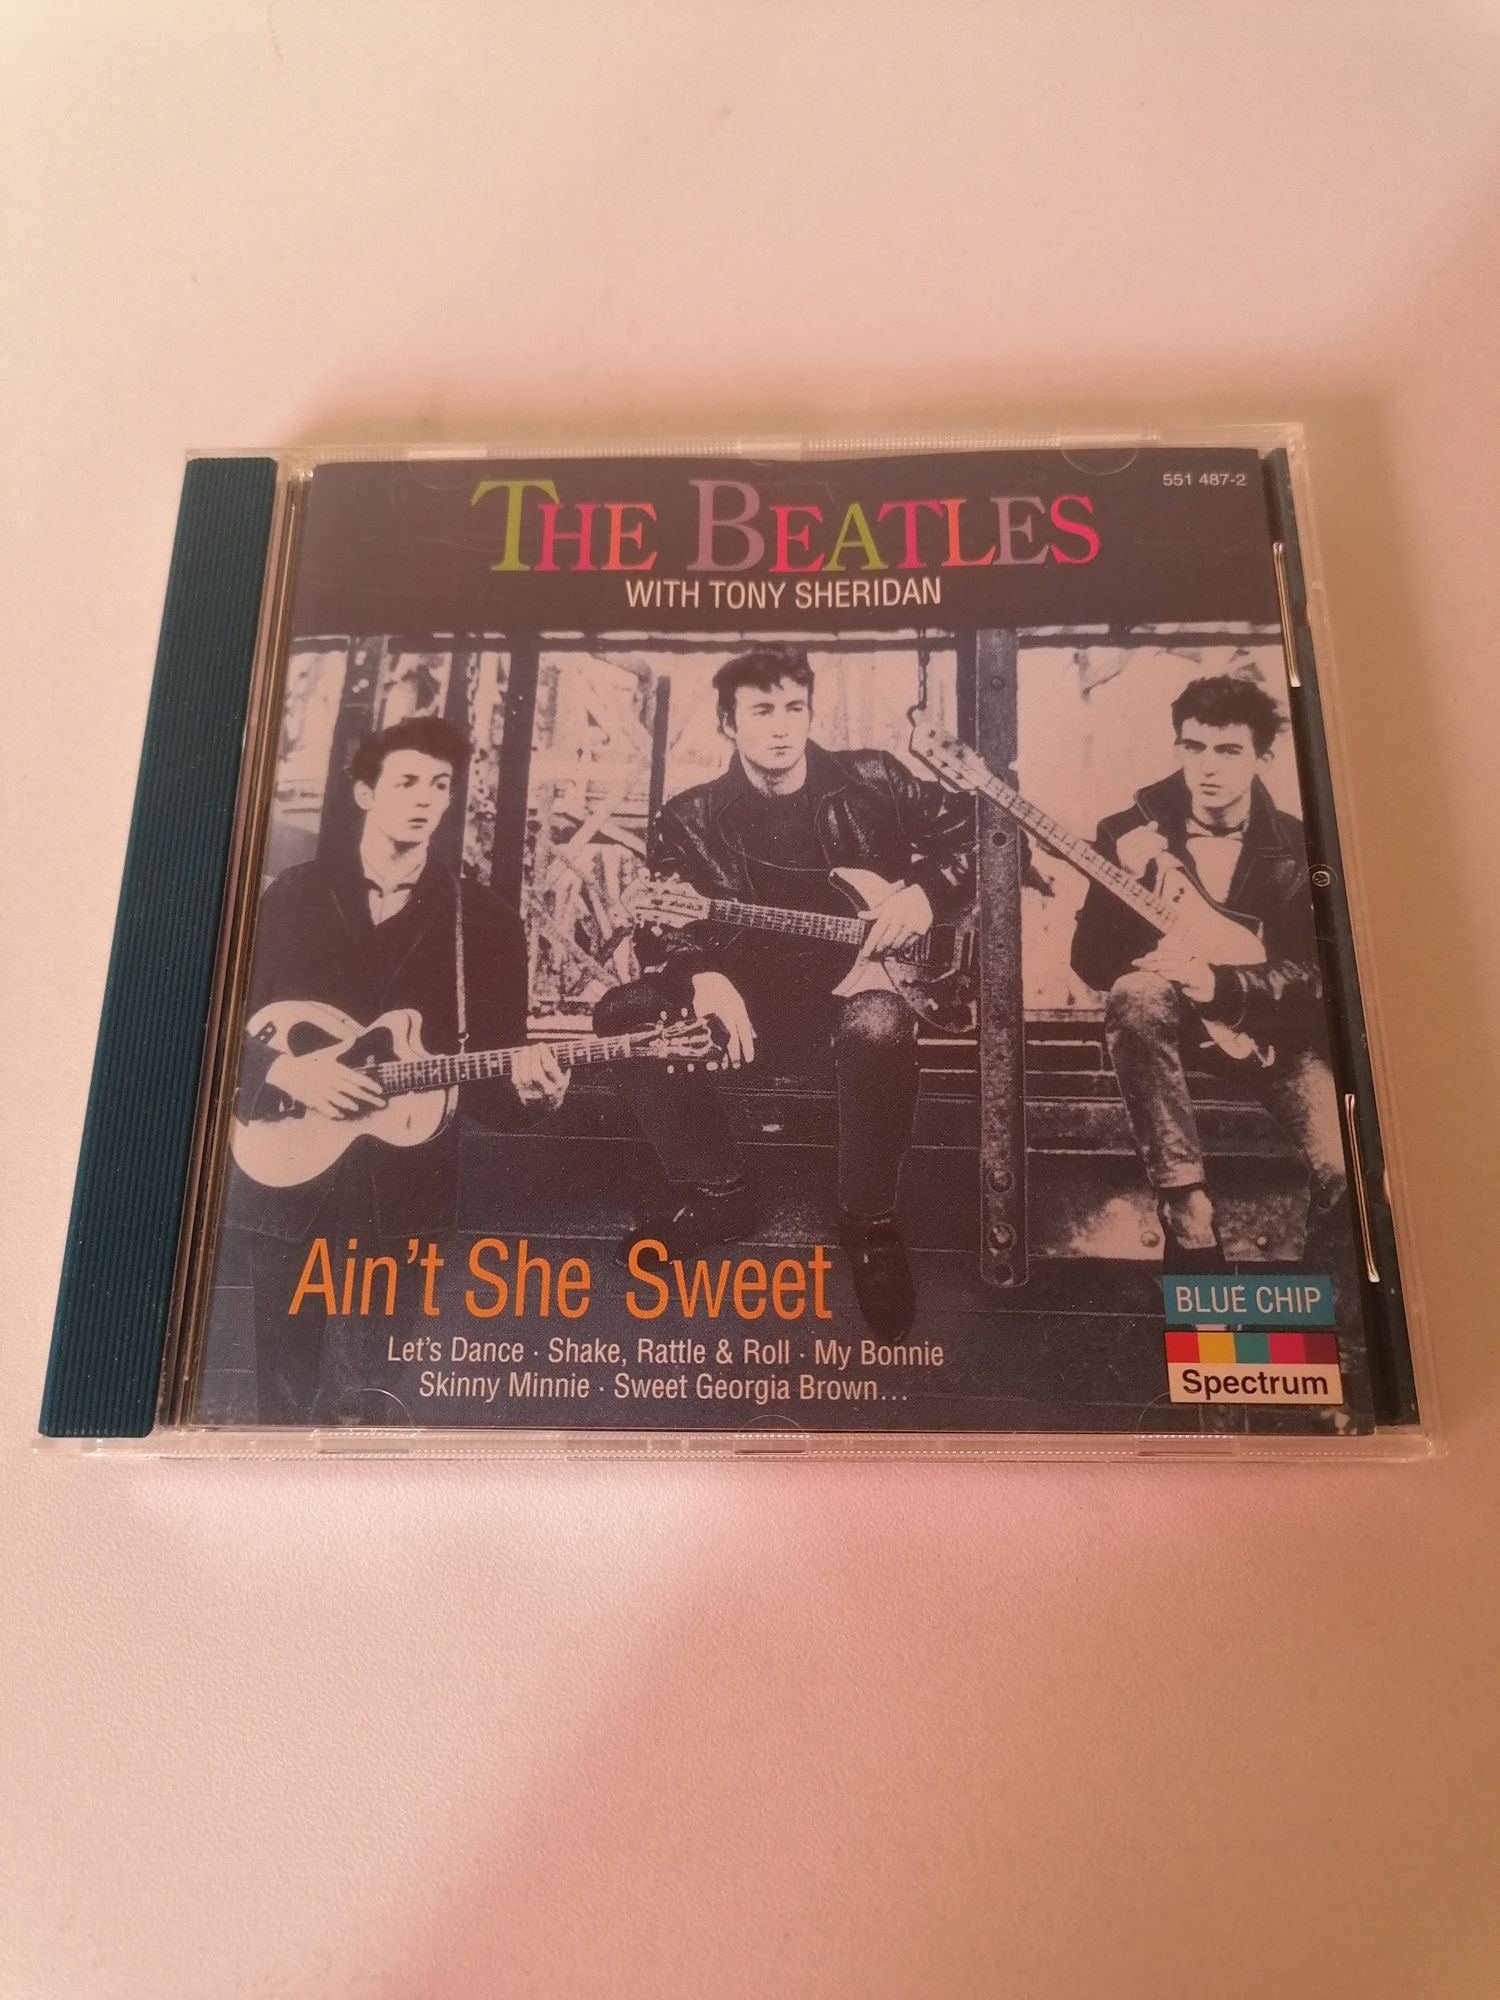 551 487-2
THE BEATLES
WITH TONY SHERIDAN
Ain't She Sweet
Let's Dance · Shake, Rattle & Roll · My Bonnie
Skinny Minnie · Sweet Georgia Brown...
BLUE CHIP
Spectrum